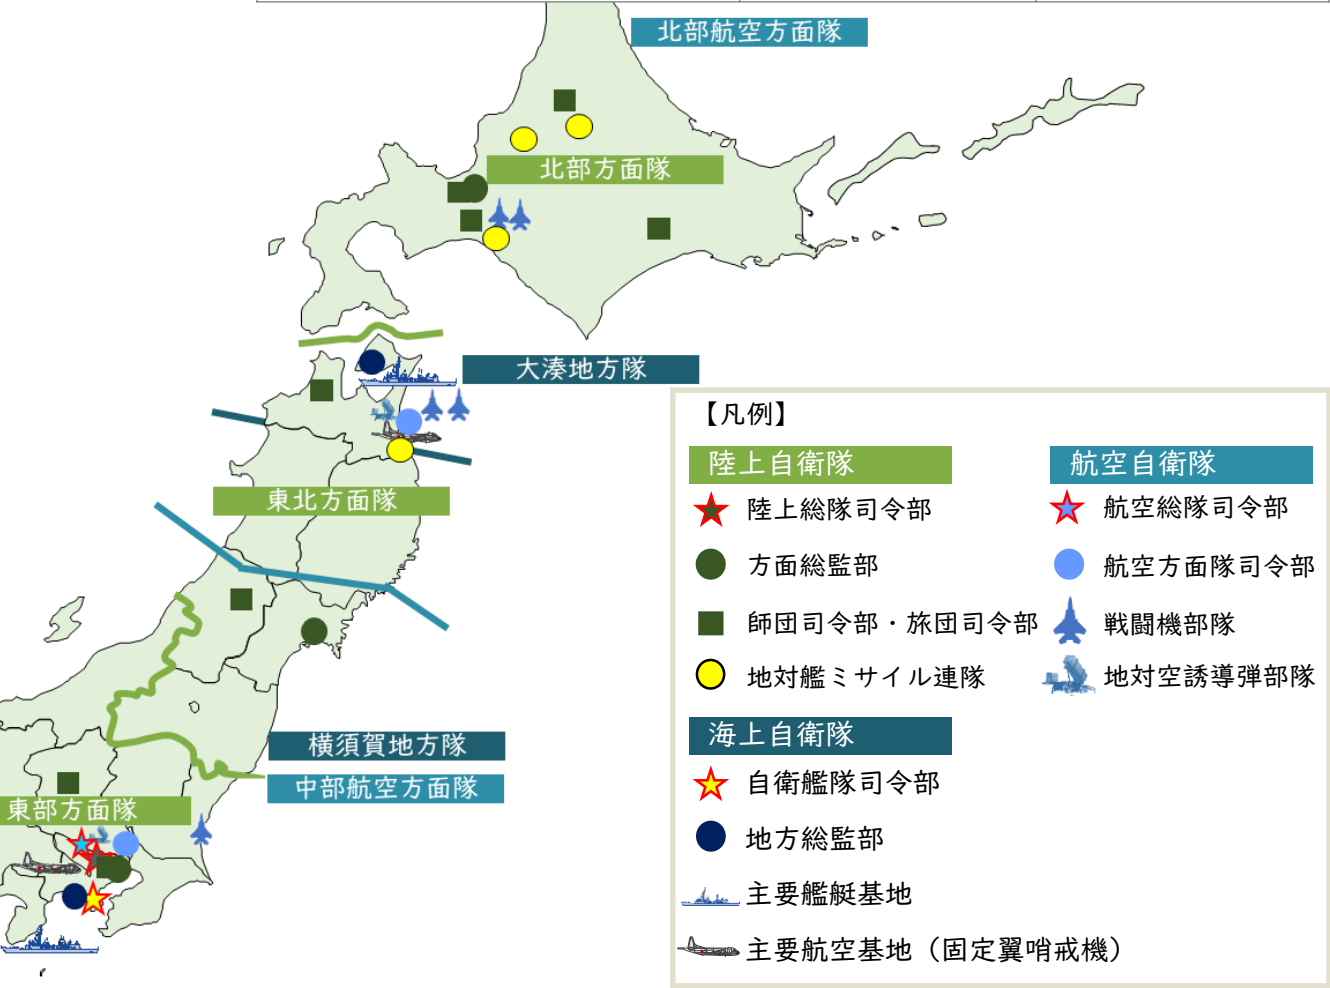 北部航空方面隊
北部方面隊
大湊地方隊
東北方面隊
横須賀地方隊
中部航空方面隊
東部方面隊
【凡例】
陸上自衛隊
陸上総隊司令部
方面総監部
師団司令部・旅団司令部
地対艦ミサイル連隊
海上自衛隊
自衛艦隊司令部
地方総監部
主要艦艇基地
主要航空基地（固定翼哨戒機）
航空自衛隊
航空総隊司令部
航空方面隊司令部
戦闘機部隊
地対空誘導弾部隊